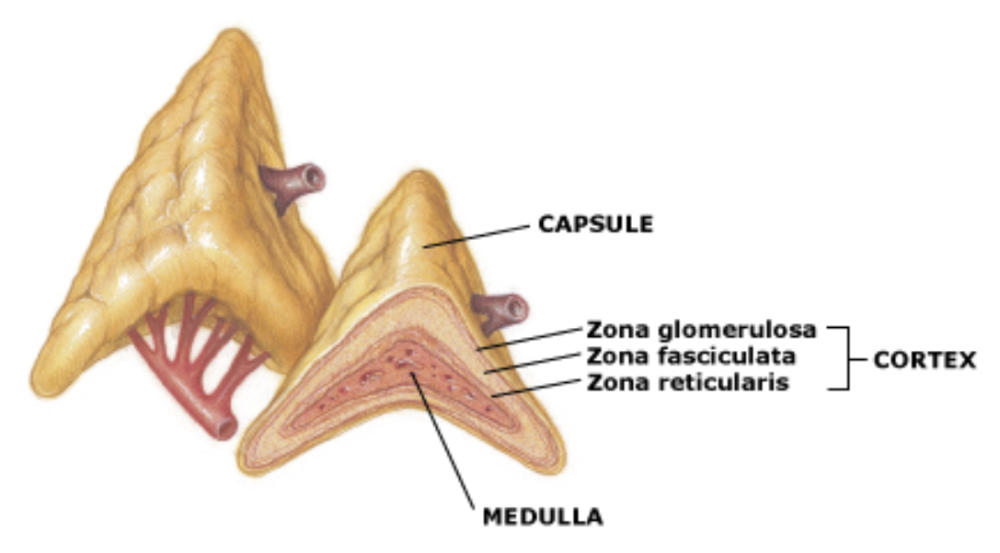 CAPSULE
Zona glomerulosa
Zona fasciculata
Zona reticularis
CORTEX
MEDULLA